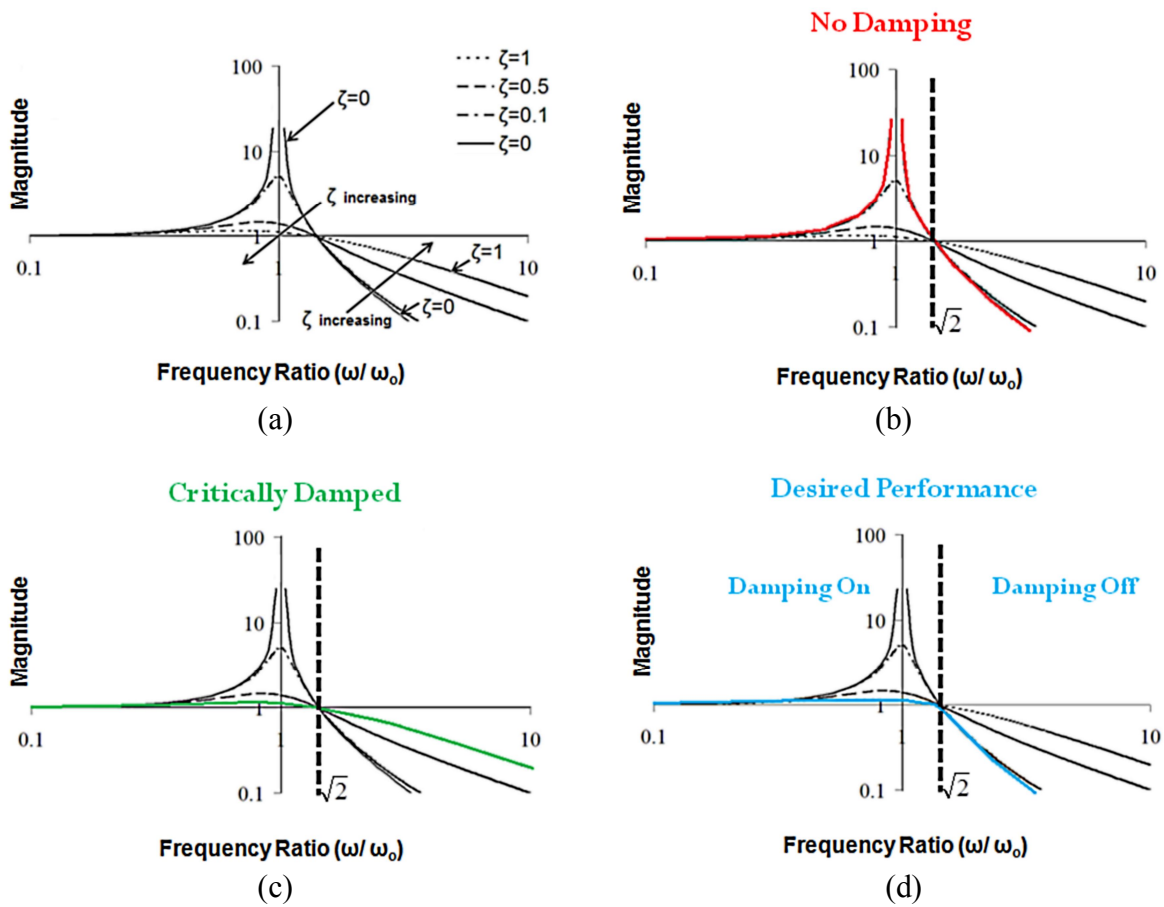 100
Magnitude
10
1
0.1
1
10
0.1
ζ=1
ζ=0.5
ζ=0.1
ζ=0
ζ=0
ζ increasing
ζ=1
ζ=0
ζ increasing
Frequency Ratio (ω/ ωo)
(a)
No Damping
100
Magnitude
10
1
0.1
1
10
0.1
√2
Frequency Ratio (ω/ ωo)
(b)
Critically Damped
100
Magnitude
10
1
0.1
1
10
0.1
√2
Frequency Ratio (ω/ ωo)
(c)
Desired Performance
100
Damping On
Damping Off
Magnitude
10
1
0.1
1
10
0.1
√2
Frequency Ratio (ω/ ωo)
(d)